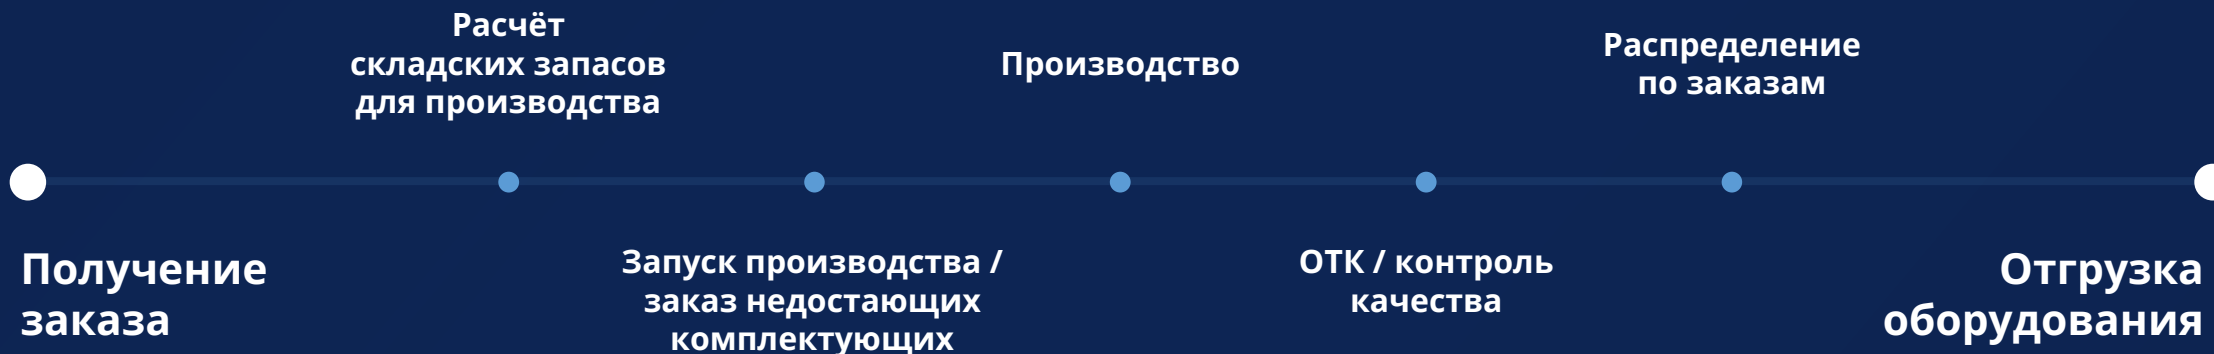 Получение
заказа
Расчёт
складских запасов
для производства
Запуск производства /
заказ недостающих
комплектующих
Производство
ОТК / контроль
качества
Распределение
по заказам
Отгрузка
оборудования